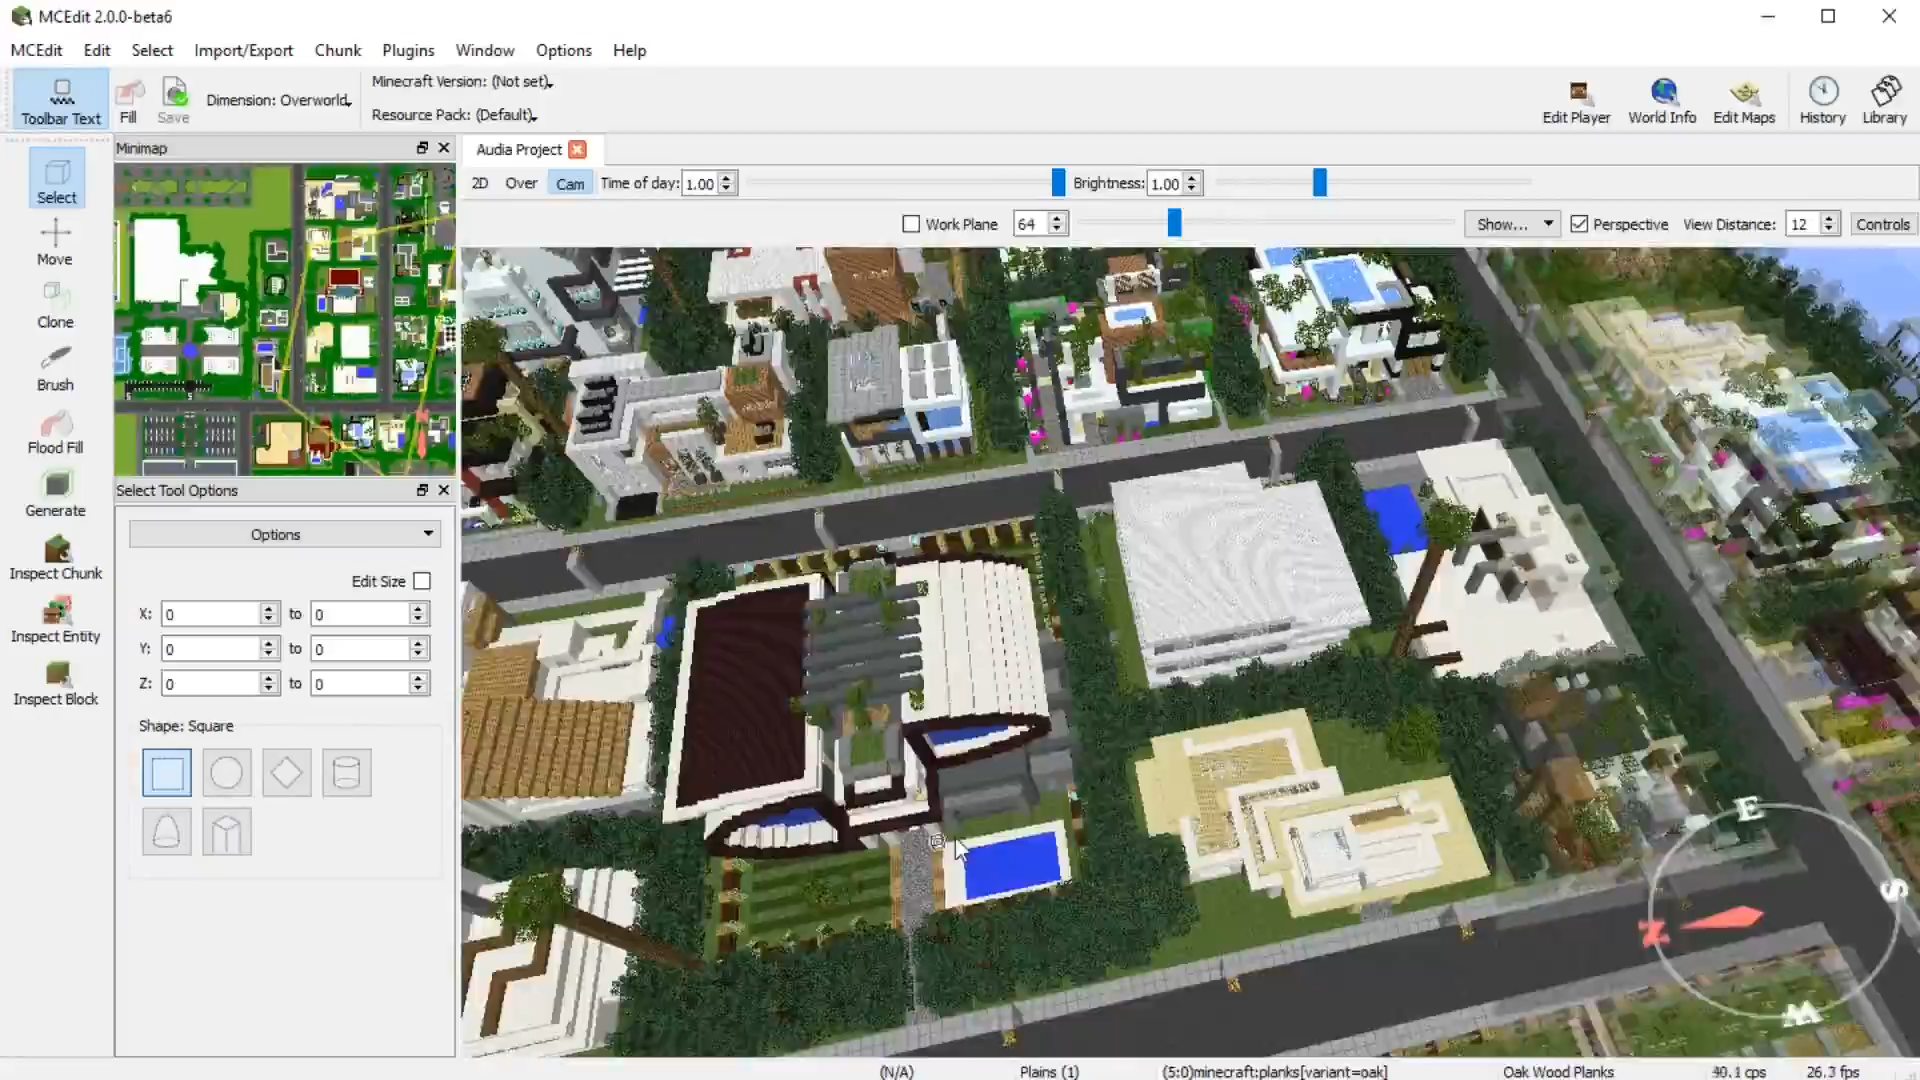 MCEdit 2.0.0-beta6
MCEdit Edit Select Import/Export Chunk Plugins Window Options Help
Toolbar Text
Fill
Save
Dimension: Overworld
Minecraft Version: (Not set)
Resource Pack: (Default)
Edit Player
World Info
Edit Maps
History
Library
Minimap
Audia Project
2D Over Cam Time of day: 1.00 Brightness: 1.00
Work Plane 64 Show... Perspective View Distance: 12 Controls
Select
Move
Clone
Brush
Flood Fill
Generate
Inspect Chunk
Inspect Entity
Inspect Block
Select Tool Options
Options
Edit Size
X: 0 to 0
Y: 0 to 0
Z: 0 to 0
Shape: Square
E
S
W
(N/A) Plains (1) (5:0)minecraft:planks[variant=oak] Oak Wood Planks 40.1 cps 26.3 fps